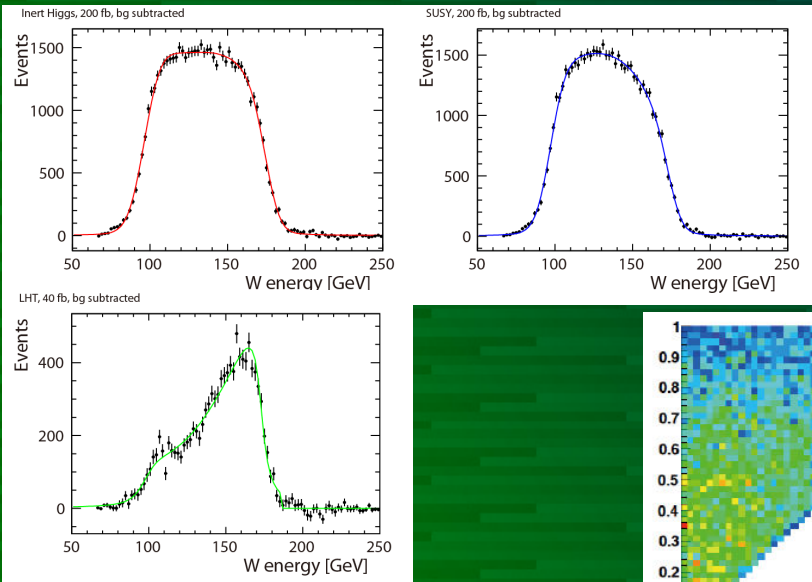 Inert Higgs, 200 fb, bg subtracted
Events
1500
1000
500
0
50 100 150 200 250
W energy [GeV]
SUSY, 200 fb, bg subtracted
Events
1500
1000
500
0
50 100 150 200 250
W energy [GeV]
LHT, 40 fb, bg subtracted
Events
400
200
0
50 100 150 200 250
W energy [GeV]
1
0.9
0.8
0.7
0.6
0.5
0.4
0.3
0.2